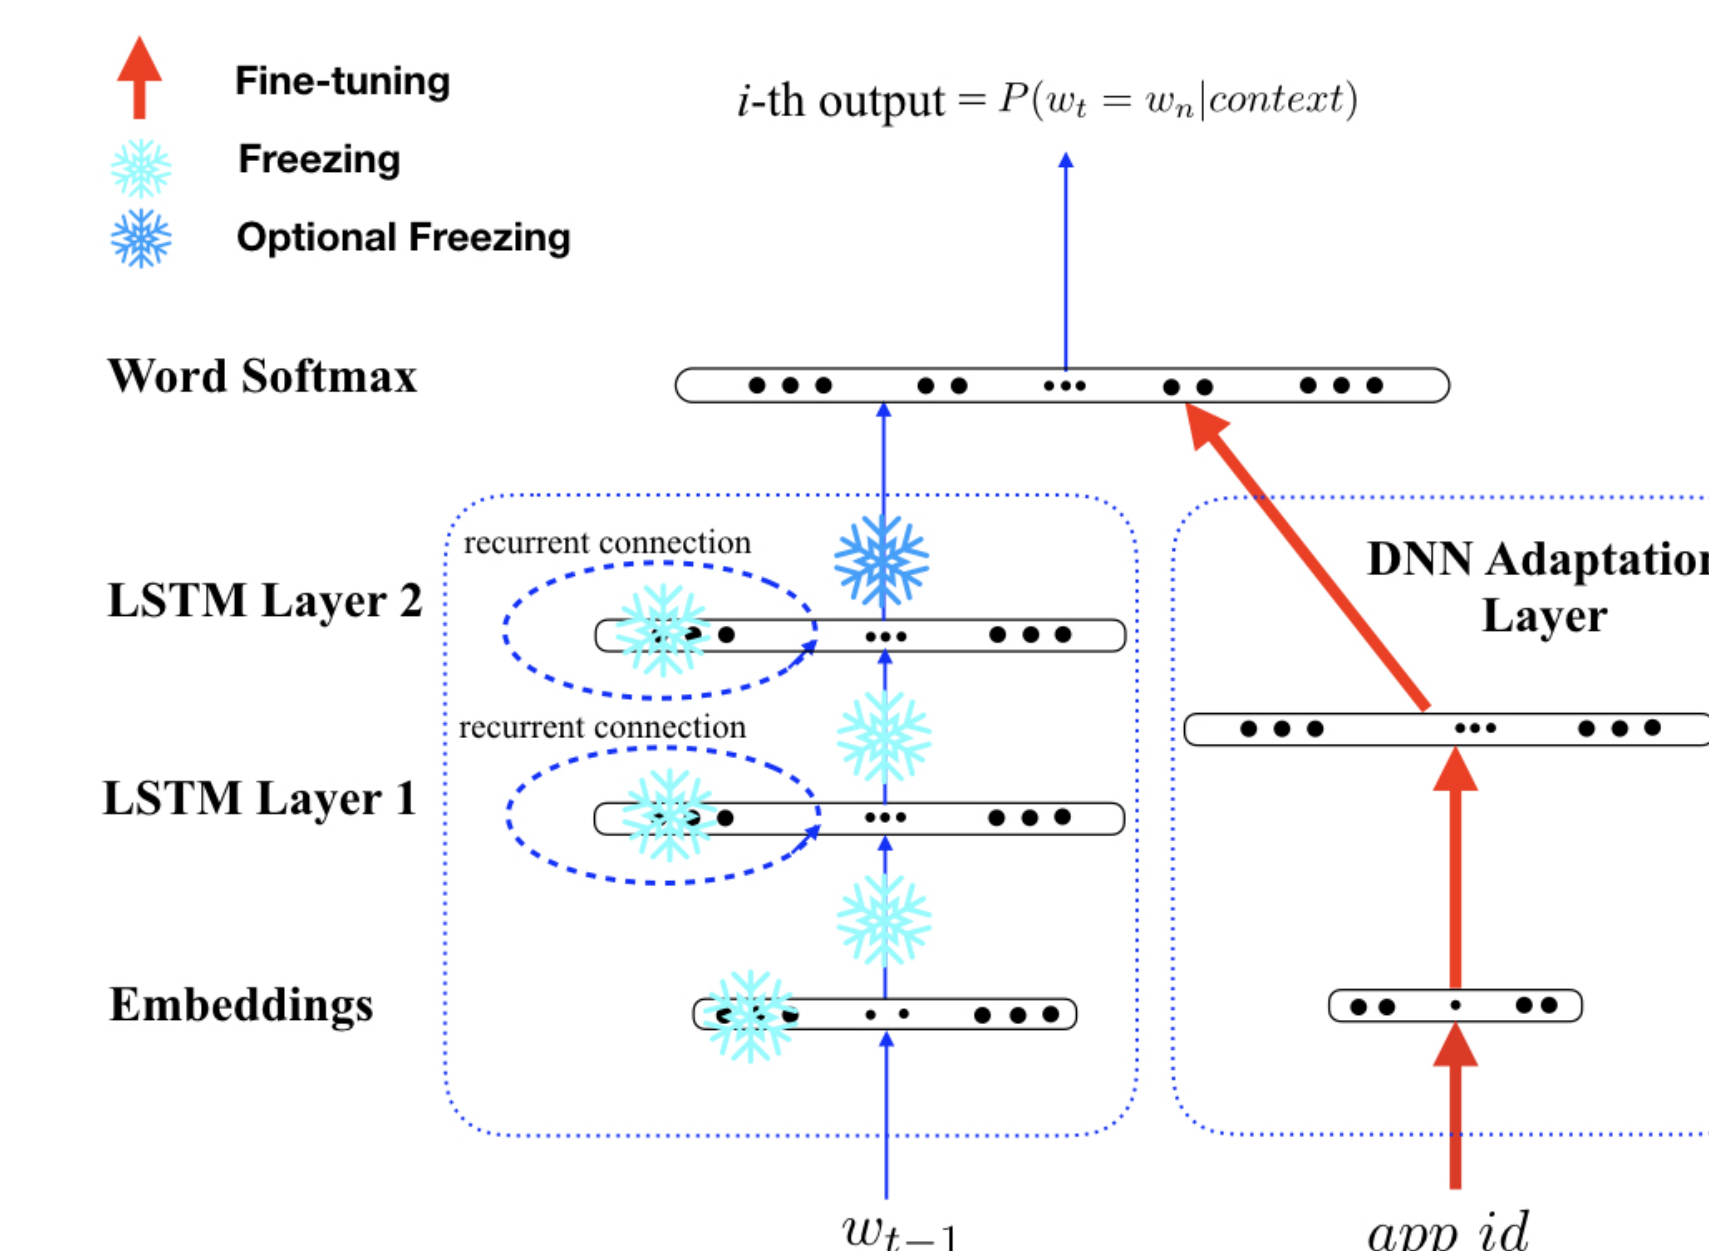 Fine-tuning
Freezing
Optional Freezing
i-th output = P(w_t = w_n|context)
Word Softmax
recurrent connection
LSTM Layer 2
DNN Adaptation
Layer
recurrent connection
LSTM Layer 1
Embeddings
w_{t-1}
app id